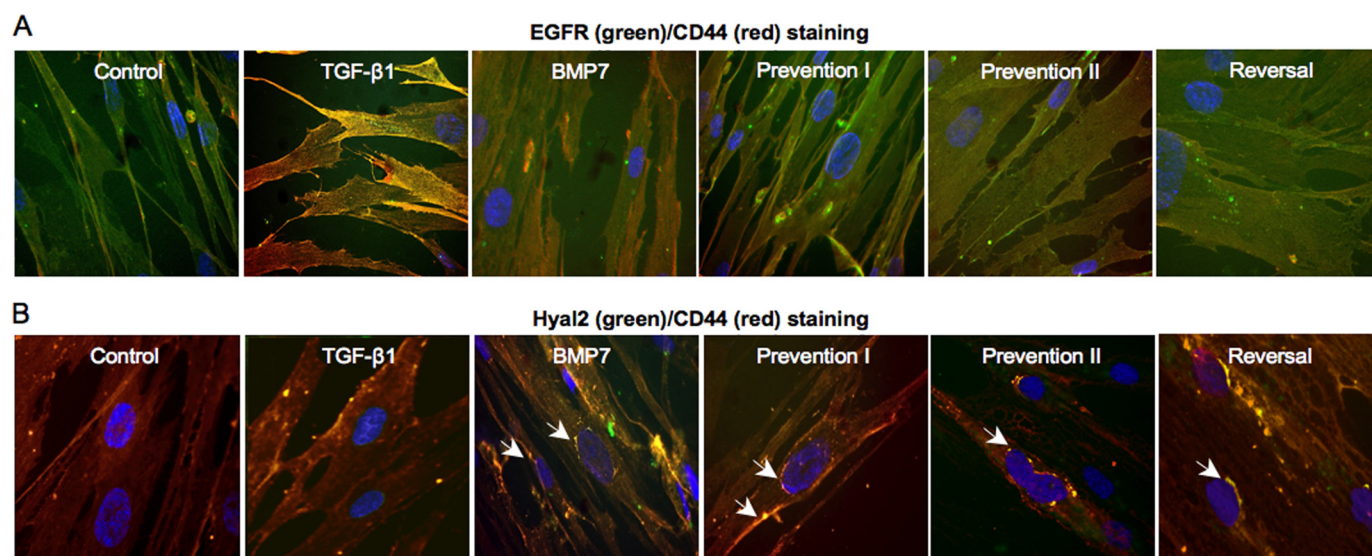 A
EGFR (green)/CD44 (red) staining
Control TGF-β1 BMP7 Prevention I Prevention II Reversal
B
Hyal2 (green)/CD44 (red) staining
Control TGF-β1 BMP7 Prevention I Prevention II Reversal